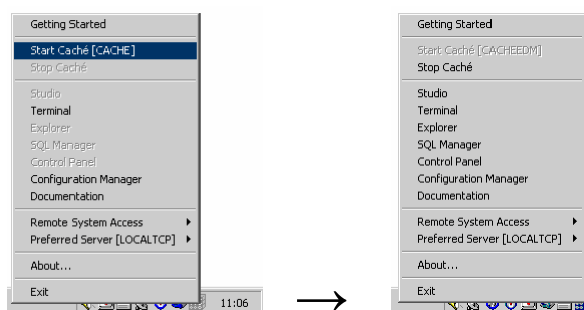 Getting Started
Start Caché [CACHE]
Stop Caché
Studio
Terminal
Explorer
SQL Manager
Control Panel
Configuration Manager
Documentation
Remote System Access
Preferred Server [LOCALTCP]
About...
Exit
11:06
Getting Started
Start Caché [CACHEEDM]
Stop Caché
Studio
Terminal
Explorer
SQL Manager
Control Panel
Configuration Manager
Documentation
Remote System Access
Preferred Server [LOCALTCP]
About...
Exit